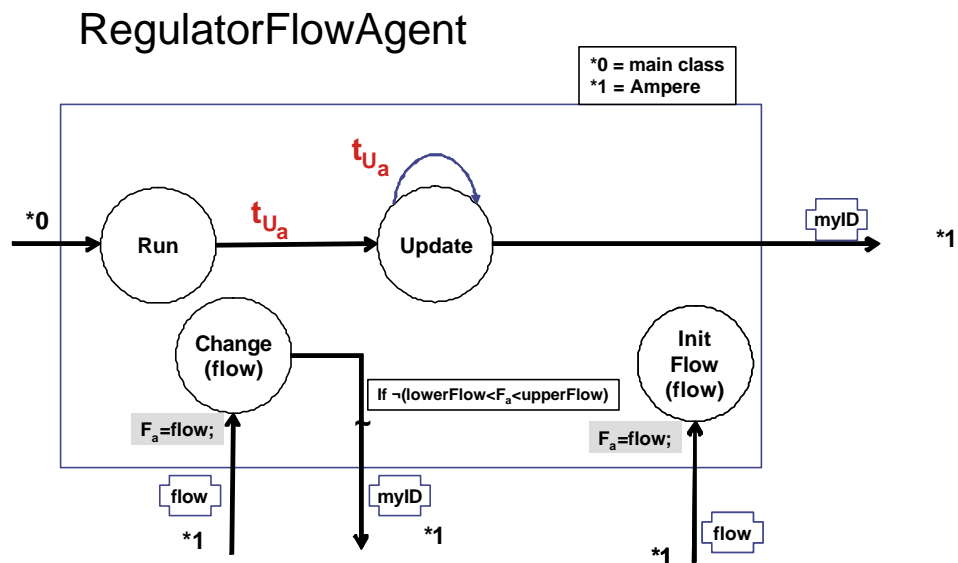 RegulatorFlowAgent
*0 = main class
*1 = Ampere
tUa
*0
tUa
myID
*1
Run
Update
Change
(flow)
Init
Flow
(flow)
If ¬(lowerFlow<Fa<upperFlow)
~
Fa=flow;
Fa=flow;
flow
myID
*1
*1
flow
*1